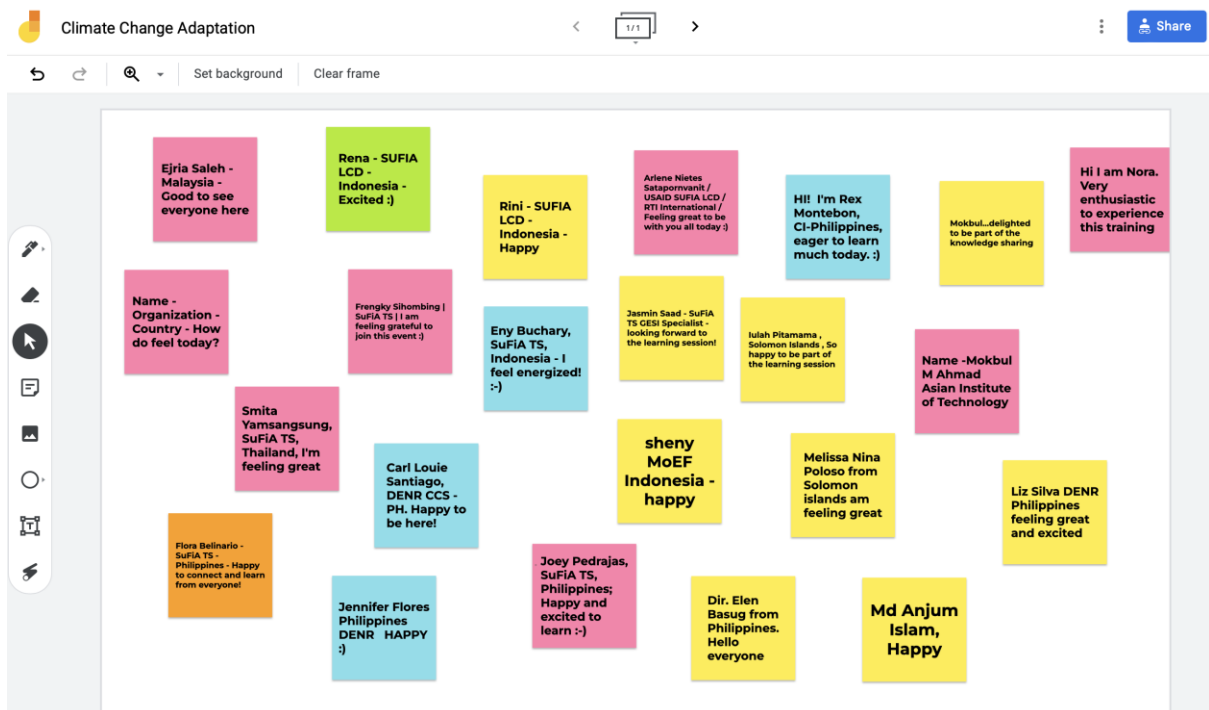 Climate Change Adaptation
1/1
Share
Set background
Clear frame
Ejria Saleh -
Malaysia -
Good to see
everyone here
Rena - SUFIA
LCD -
Indonesia -
Excited :)
Rini - SUFIA
LCD -
Indonesia -
Happy
Arlene Nietes
Satapornvanit /
USAID SUFIA LCD /
RTI International /
Feeling great to be
with you all today :)
HI! I'm Rex
Montebon,
CI-Philippines,
eager to learn
much today. :)
Mokbul...delighted
to be part of the
knowledge sharing
Hi I am Nora.
Very
enthusiastic
to experience
this training
Name -
Organization -
Country - How
do feel today?
Frengky Sihombing |
SuFiA TS | I am
feeling grateful to
join this event :)
Eny Buchary,
SuFiA TS,
Indonesia - I
feel energized!
:-)
Jasmin Saad - SuFiA
TS GESI Specialist -
looking forward to
the learning session!
Iulah Pitamama ,
Solomon Islands , So
happy to be part of
the learning session
Name -Mokbul
M Ahmad
Asian Institute
of Technology
Smita
Yamsangsung,
SuFiA TS,
Thailand, I'm
feeling great
Carl Louie
Santiago,
DENR CCS -
PH. Happy to
be here!
sheny
MoEF
Indonesia -
happy
Melissa Nina
Poloso from
Solomon
islands am
feeling great
Liz Silva DENR
Philippines
feeling great
and excited
Flora Belinario -
SuFiA TS -
Philippines - Happy
to connect and learn
from everyone!
Jennifer Flores
Philippines
DENR HAPPY
:)
Joey Pedrajas,
SuFiA TS,
Philippines;
Happy and
excited to
learn :-)
Dir. Elen
Basug from
Philippines.
Hello
everyone
Md Anjum
Islam,
Happy